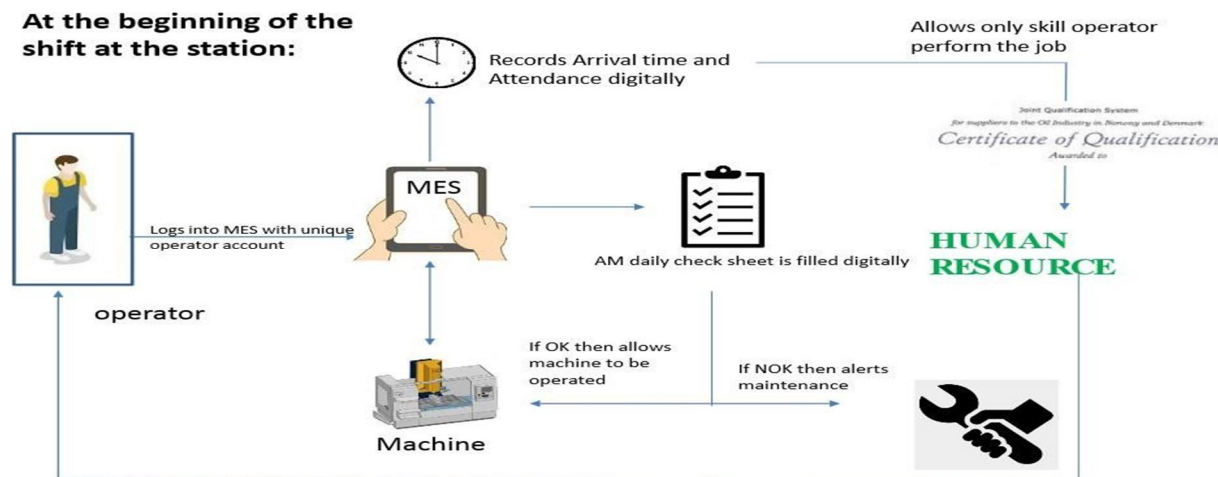 At the beginning of the
shift at the station:
Records Arrival time and
Attendance digitally
Allows only skill operator
perform the job
Joint Qualification System
for suppliers to the Oil Industry in Norway and Denmark
Certificate of Qualification
Awarded to
MES
Logs into MES with unique
operator account
AM daily check sheet is filled digitally
HUMAN
RESOURCE
operator
If OK then allows
machine to be
operated
If NOK then alerts
maintenance
Machine